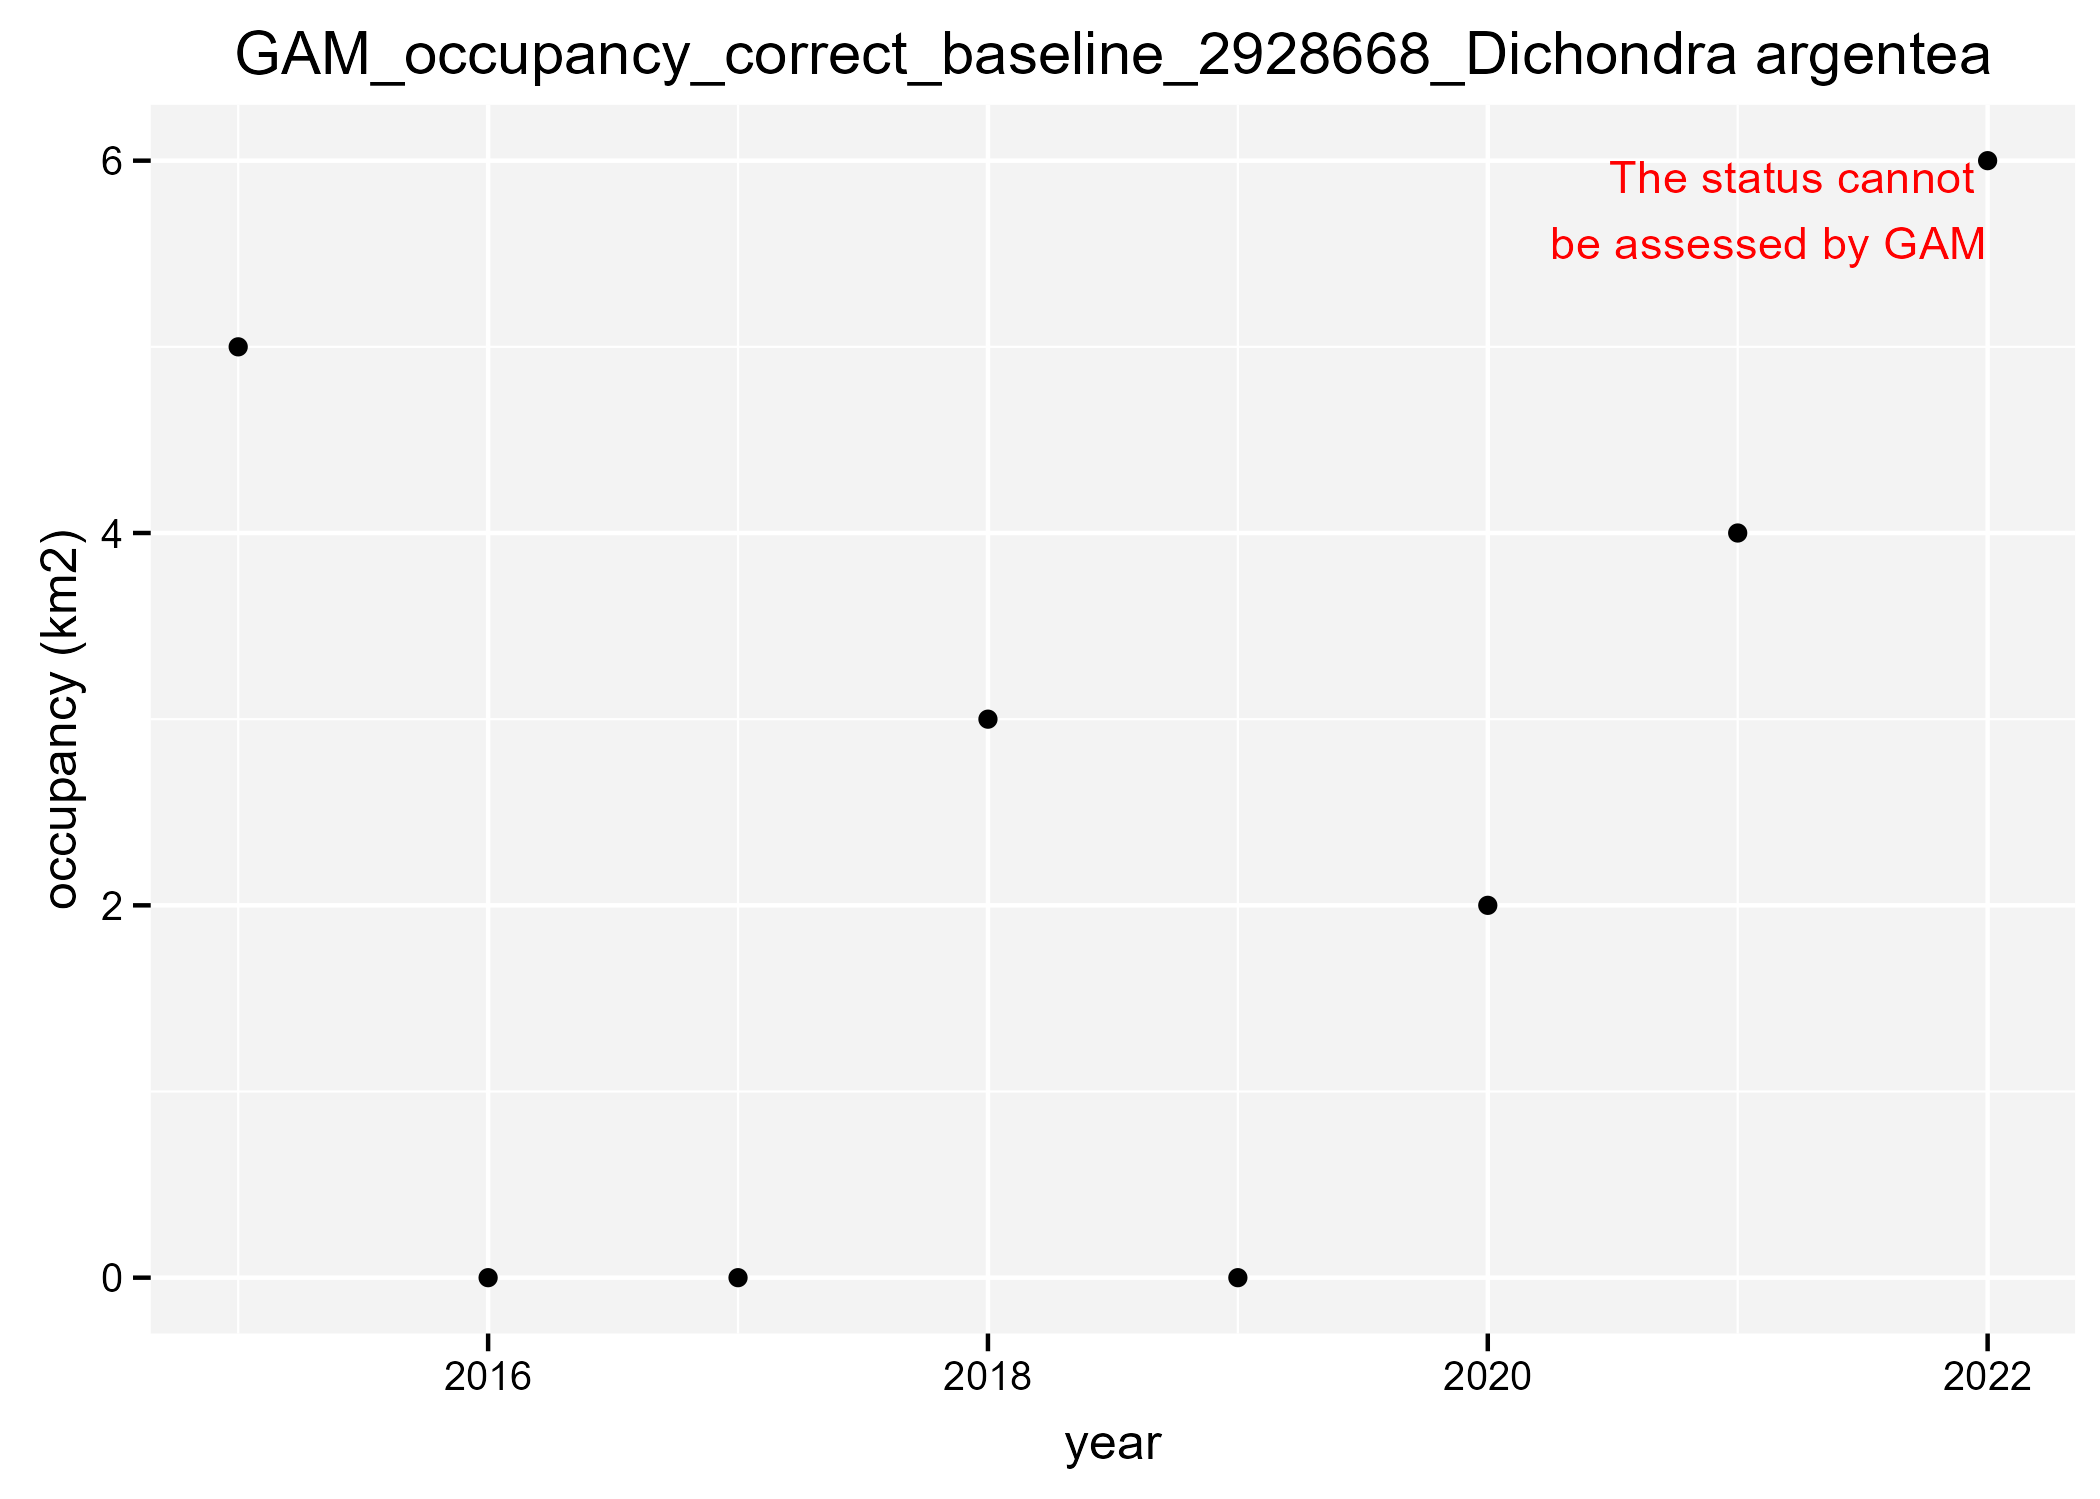 GAM_occupancy_correct_baseline_2928668_Dichondra argentea
6
The status cannot
be assessed by GAM
4
occupancy (km2)
2
0
2016 2018 2020 2022
year